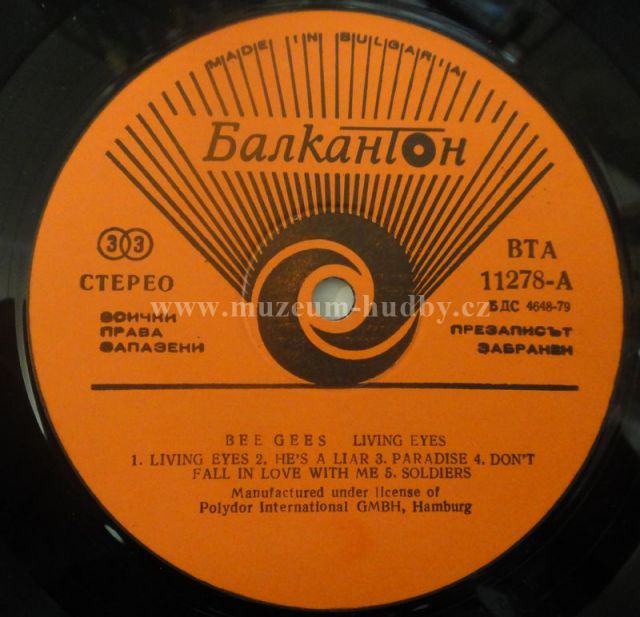 MADE IN BULGARIA
Балкантон
33
СТЕРЕО
ВСИЧКИ
ПРАВА
ЗАПАЗЕНИ
ВТА
11278-А
БДС 4648-79
ПРЕЗАПИСЪТ
ЗАБРАНЕН
www.muzeum-hudby.cz
BEE GEES LIVING EYES
1. LIVING EYES 2. HE'S A LIAR 3. PARADISE 4. DON'T
FALL IN LOVE WITH ME 5. SOLDIERS
Manufactured under license of
Polydor International GMBH, Hamburg